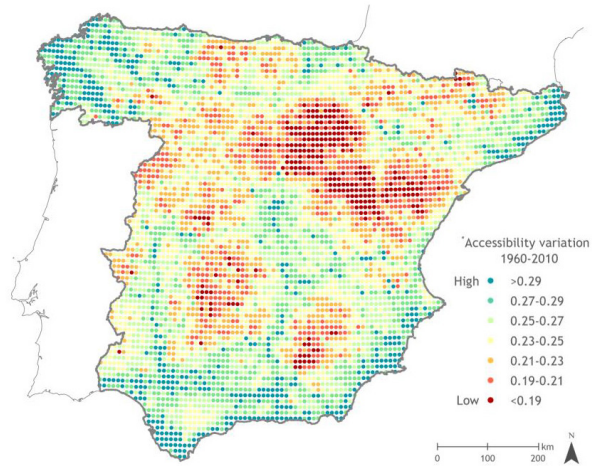 *Accessibility variation
1960-2010
High >0.29
0.27-0.29
0.25-0.27
0.23-0.25
0.21-0.23
0.19-0.21
Low <0.19
N
km
0 100 200